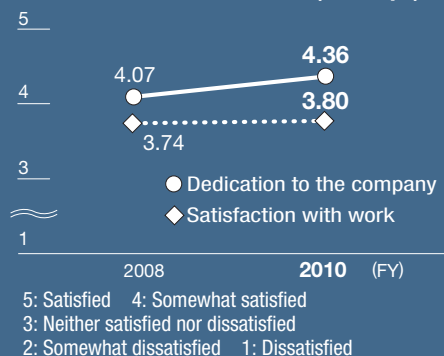 5
4.36
4.07
4
3.80
3.74
3
Dedication to the company
Satisfaction with work
1
2008 2010 (FY)
5: Satisfied 4: Somewhat satisfied
3: Neither satisfied nor dissatisfied
2: Somewhat dissatisfied 1: Dissatisfied